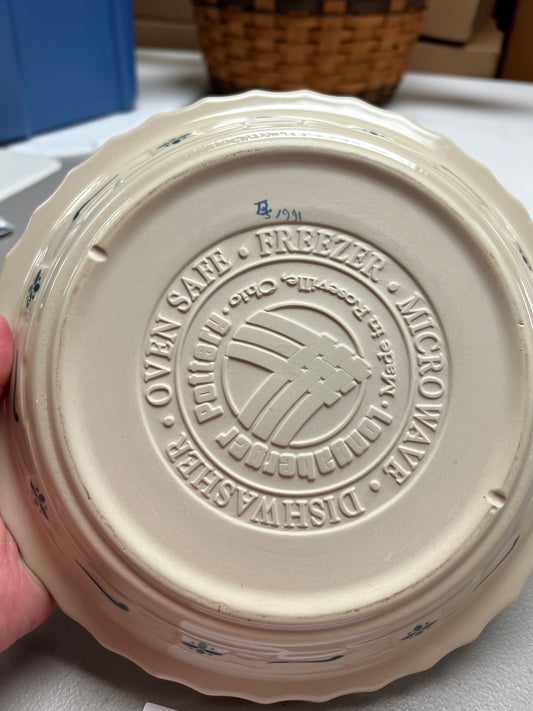 1991
OVEN SAFE • FREEZER • MICROWAVE • DISHWASHER •
Longaberger Pottery • Made in Roseville, Ohio •